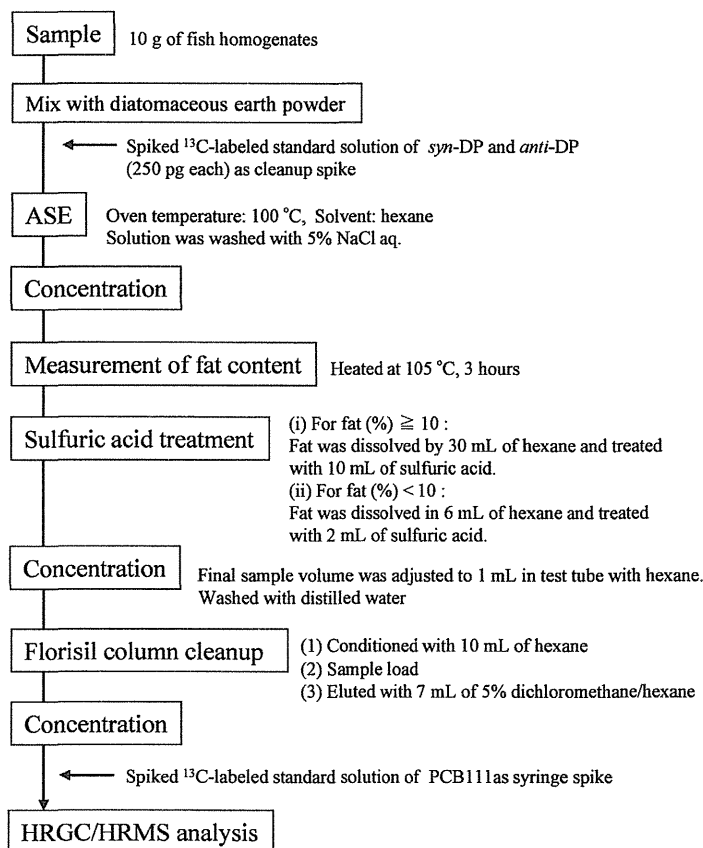 Sample
10 g of fish homogenates
Mix with diatomaceous earth powder
Spiked ¹³C-labeled standard solution of syn-DP and anti-DP
(250 pg each) as cleanup spike
ASE
Oven temperature: 100 °C, Solvent: hexane
Solution was washed with 5% NaCl aq.
Concentration
Measurement of fat content
Heated at 105 °C, 3 hours
Sulfuric acid treatment
(i) For fat (%) ≧ 10 :
Fat was dissolved by 30 mL of hexane and treated
with 10 mL of sulfuric acid.
(ii) For fat (%) < 10 :
Fat was dissolved in 6 mL of hexane and treated
with 2 mL of sulfuric acid.
Concentration
Final sample volume was adjusted to 1 mL in test tube with hexane.
Washed with distilled water
Florisil column cleanup
(1) Conditioned with 10 mL of hexane
(2) Sample load
(3) Eluted with 7 mL of 5% dichloromethane/hexane
Concentration
Spiked ¹³C-labeled standard solution of PCB111as syringe spike
HRGC/HRMS analysis